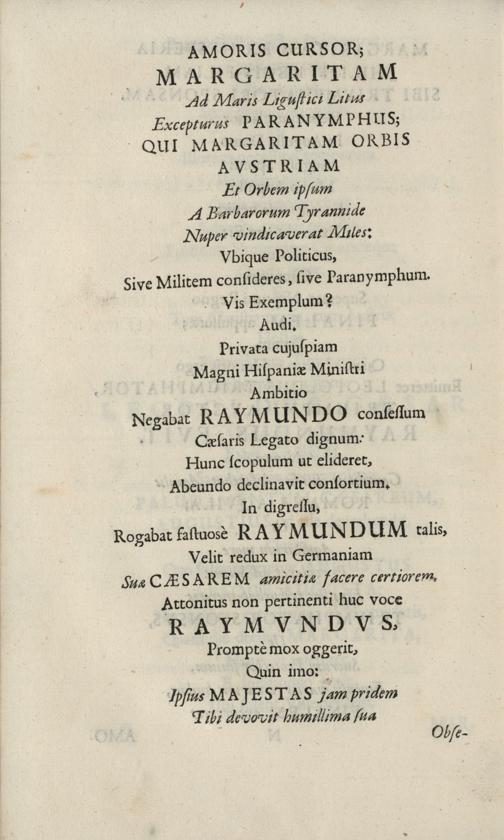 AMORIS CURSOR;
MARGARITAM
Ad Maris Liguſtici Litus
Excepturus PARANYMPHUS;
QUI MARGARITAM ORBIS
AVSTRIAM
Et Orbem ipſum
A Barbarorum Tyrannide
Nuper vindicaverat Miles:
Vbique Politicus,
Sive Militem conſideres, ſive Paranymphum.
Vis Exemplum?
Audi.
Privata cujuſpiam
Magni Hiſpaniæ Miniſtri
Ambitio
Negabat RAYMUNDO conſeſſum
Cæſaris Legato dignum:
Hunc ſcopulum ut elideret,
Abeundo declinavit conſortium.
In digreſſu,
Rogabat faſtuosè RAYMUNDUM talis,
Velit redux in Germaniam
Suæ CÆSAREM amicitiæ facere certiorem.
Attonitus non pertinenti huc voce
RAYMVNDVS,
Promptè mox oggerit,
Quin imo:
Ipſius MAJESTAS jam pridem
Tibi devovit humillima ſua
Obſe-